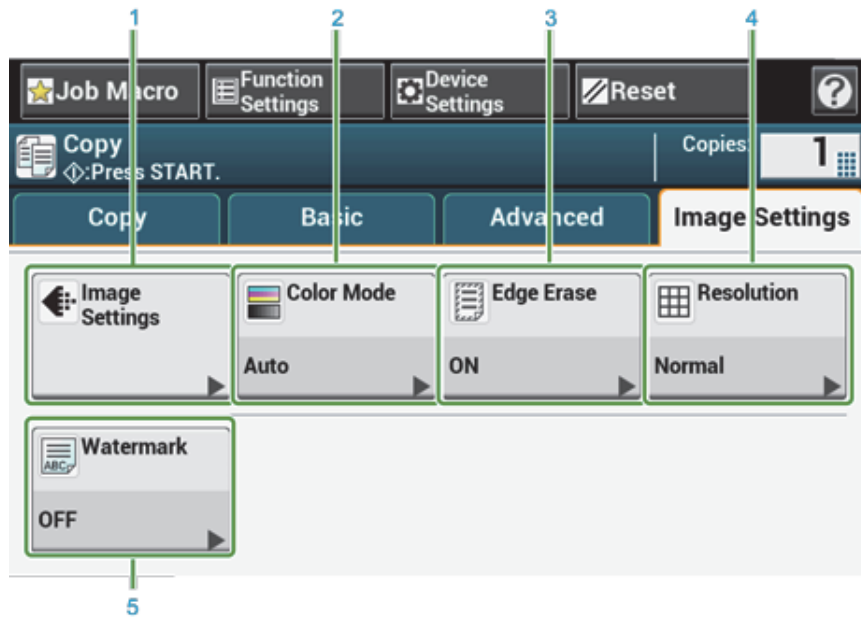 1 2 3 4
Job Macro Function Settings Device Settings Reset ?
Copy Copies: 1
:Press START.
Copy Basic Advanced Image Settings
Image Settings Color Mode Edge Erase Resolution
Auto ON Normal
Watermark
ABC
OFF
5